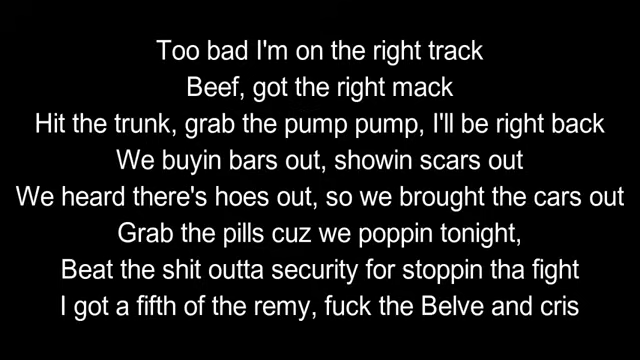 Too bad I'm on the right track
Beef, got the right mack
Hit the trunk, grab the pump pump, I'll be right back
We buyin bars out, showin scars out
We heard there's hoes out, so we brought the cars out
Grab the pills cuz we poppin tonight,
Beat the shit outta security for stoppin tha fight
I got a fifth of the remy, fuck the Belve and cris